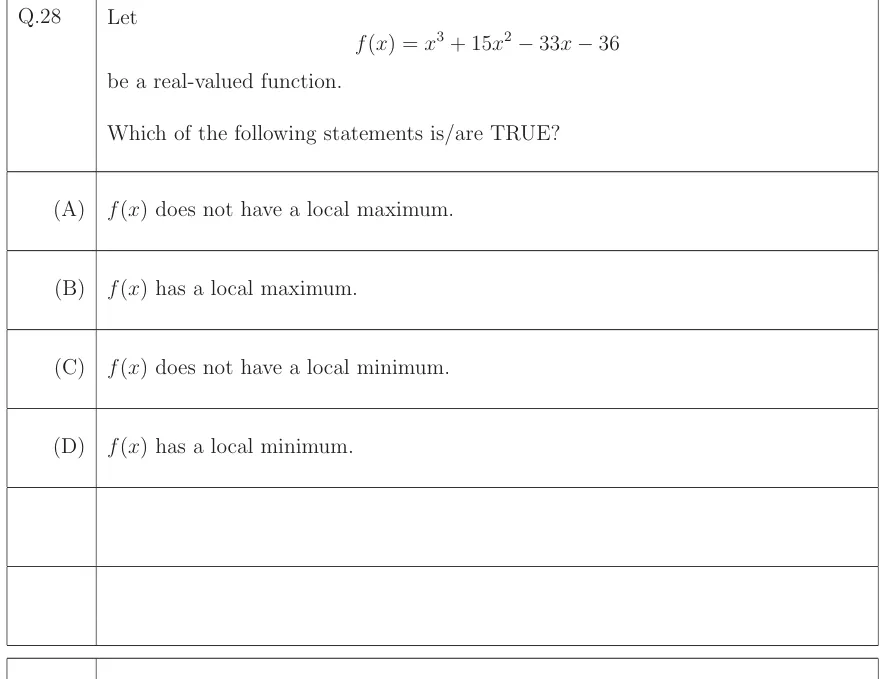 Q.28 Let
f(x) = x³ + 15x² − 33x − 36
be a real-valued function.
Which of the following statements is/are TRUE?
(A) f(x) does not have a local maximum.
(B) f(x) has a local maximum.
(C) f(x) does not have a local minimum.
(D) f(x) has a local minimum.